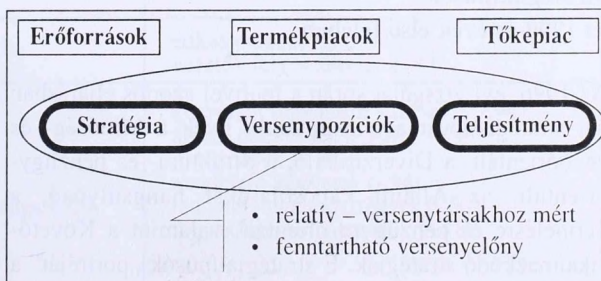 Erőforrások Termékpiacok Tőkepiac
Stratégia Versenypozíciók Teljesítmény
• relatív – versenytársakhoz mért
• fenntartható versenyelőny